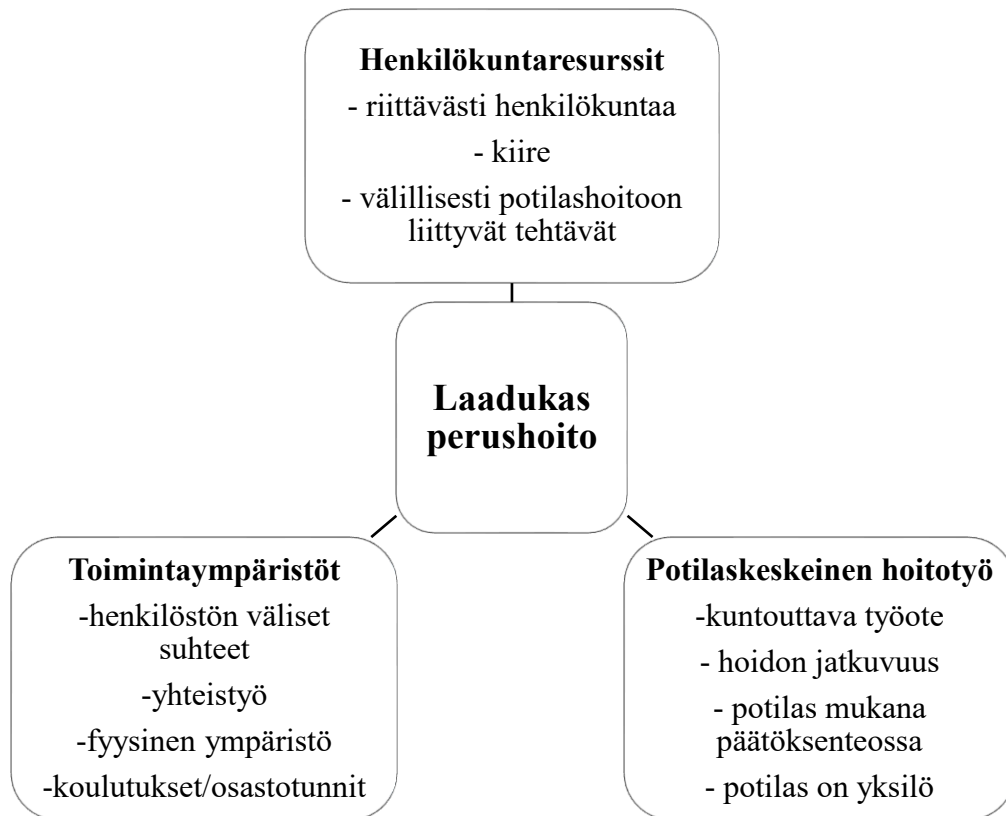 Henkilökuntaresurssit
- riittävästi henkilökuntaa
- kiire
- välillisesti potilashoitoon
liittyvät tehtävät
Laadukas
perushoito
Toimintaympäristöt
-henkilöstön väliset
suhteet
-yhteistyö
-fyysinen ympäristö
-koulutukset/osastotunnit
Potilaskeskeinen hoitotyö
-kuntouttava työote
- hoidon jatkuvuus
- potilas mukana
päätöksenteossa
- potilas on yksilö